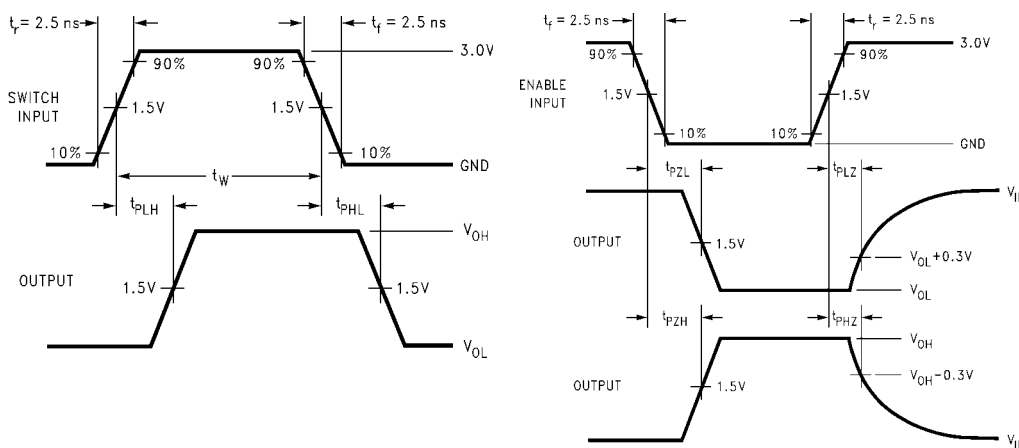 tr = 2.5 ns
tf = 2.5 ns
3.0V
90%
90%
SWITCH
INPUT
1.5V
1.5V
10%
10%
GND
tW
tPLH
tPHL
VOH
OUTPUT
1.5V
1.5V
VOL
tf = 2.5 ns
tr = 2.5 ns
3.0V
90%
90%
ENABLE
INPUT
1.5V
1.5V
10%
10%
GND
tPZL
tPLZ
OUTPUT
1.5V
VOL+0.3V
VOL
tPZH
tPHZ
VOH
VOH−0.3V
OUTPUT
1.5V